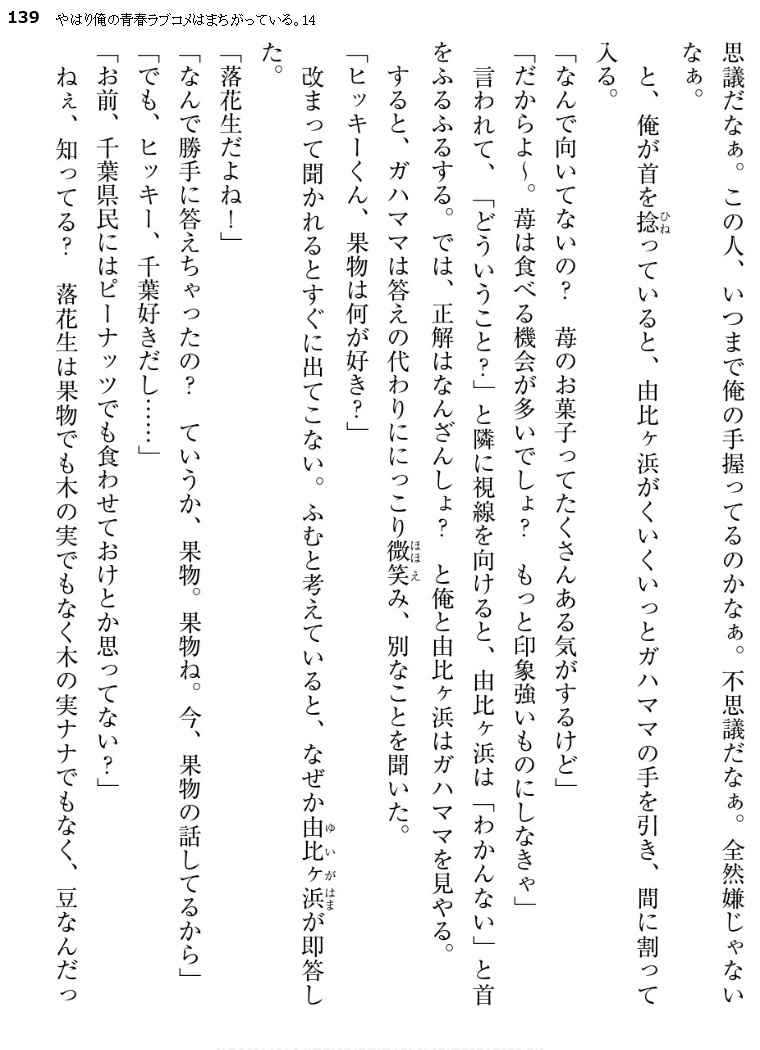 139 やはり俺の青春ラブコメはまちがっている。14
思議だなぁ。この人、いつまで俺の手握ってるのかなぁ。不思議だなぁ。全然嫌じゃない
なぁ。
と、俺が首を捻っていると、由比ヶ浜がくいくいっとガハママの手を引き、間に割って
入る。
「なんで向いてないの？　苺のお菓子ってたくさんある気がするけど」
「だからよ〜。苺は食べる機会が多いでしょ？　もっと印象強いものにしなきゃ」
言われて、「どういうこと？」と隣に視線を向けると、由比ヶ浜は「わかんない」と首
をふるふるする。では、正解はなんざんしょ？　と俺と由比ヶ浜はガハママを見やる。
すると、ガハママは答えの代わりににっこり微笑み、別なことを聞いた。
「ヒッキーくん、果物は何が好き？」
改まって聞かれるとすぐに出てこない。ふむと考えていると、なぜか由比ヶ浜が即答し
た。
「落花生だよね！」
「なんで勝手に答えちゃったの？　ていうか、果物。果物ね。今、果物の話してるから」
「でも、ヒッキー、千葉好きだし……」
「お前、千葉県民にはピーナッツでも食わせておけとか思ってない？」
ねぇ、知ってる？　落花生は果物でも木の実でもなく木の実ナナでもなく、豆なんだっ